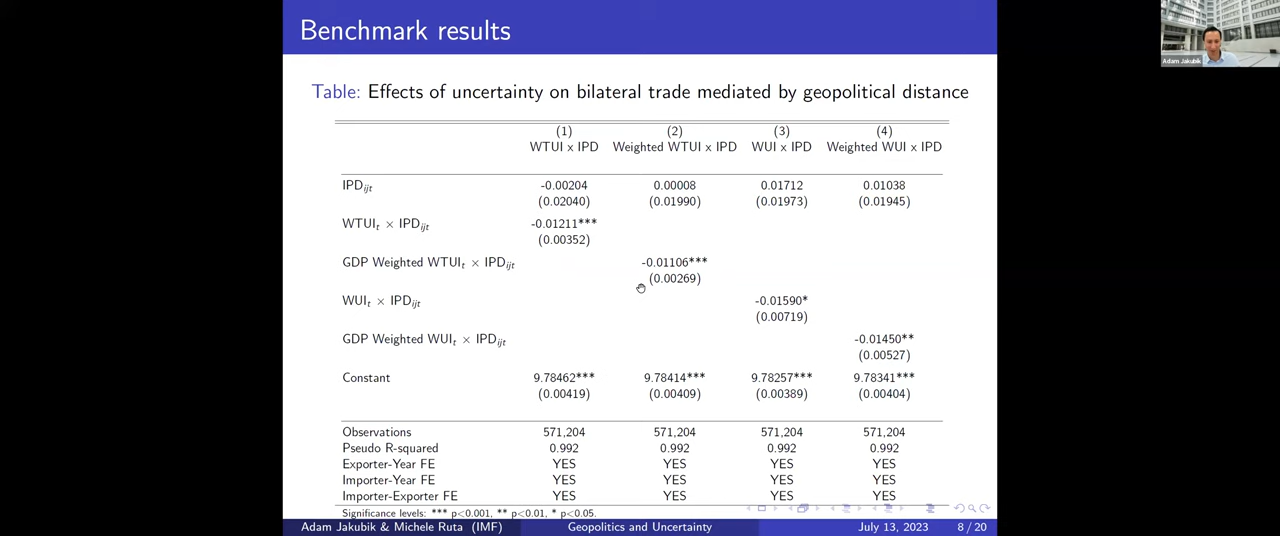 Benchmark results
Adam Jakubik
Table: Effects of uncertainty on bilateral trade mediated by geopolitical distance
(1) (2) (3) (4)
WTUI x IPD Weighted WTUI x IPD WUI x IPD Weighted WUI x IPD
IPDijt -0.00204 0.00008 0.01712 0.01038
(0.02040) (0.01990) (0.01973) (0.01945)
WTUIt × IPDijt -0.01211***
(0.00352)
GDP Weighted WTUIt × IPDijt -0.01106***
(0.00269)
WUIt × IPDijt -0.01590*
(0.00719)
GDP Weighted WUIt × IPDijt -0.01450**
(0.00527)
Constant 9.78462*** 9.78414*** 9.78257*** 9.78341***
(0.00419) (0.00409) (0.00389) (0.00404)
Observations 571,204 571,204 571,204 571,204
Pseudo R-squared 0.992 0.992 0.992 0.992
Exporter-Year FE YES YES YES YES
Importer-Year FE YES YES YES YES
Importer-Exporter FE YES YES YES YES
Significance levels: *** p<0.001, ** p<0.01, * p<0.05.
Adam Jakubik & Michele Ruta (IMF) Geopolitics and Uncertainty July 13, 2023 8 / 20